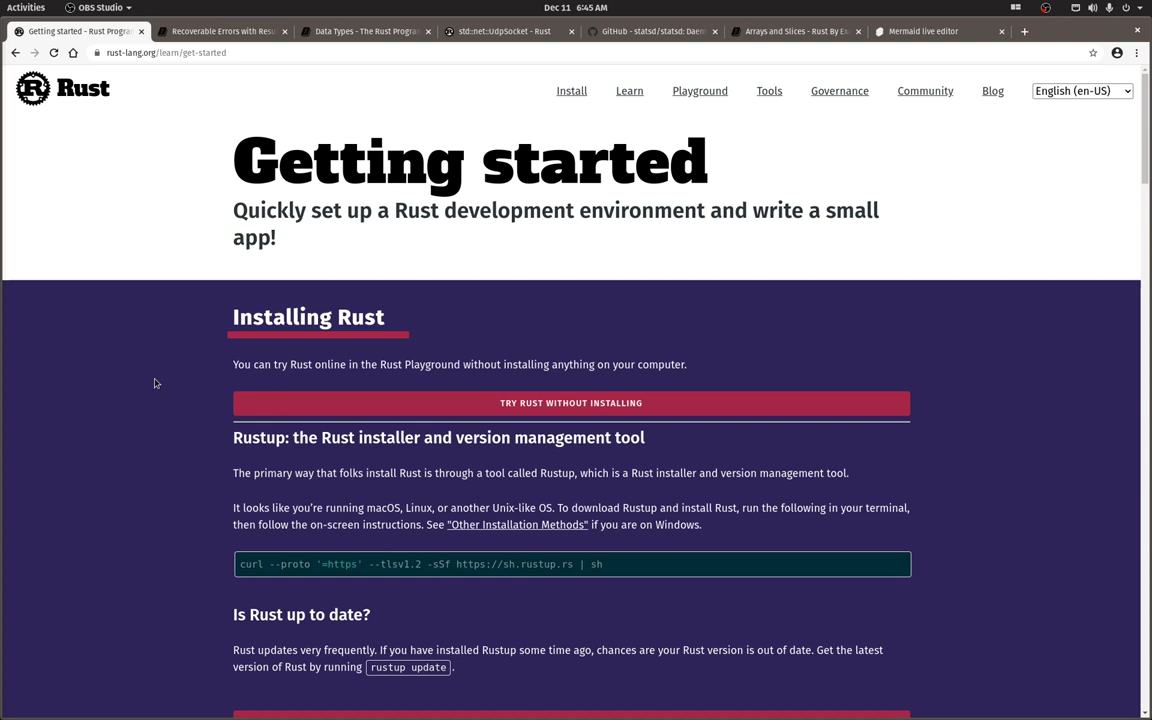 Activities
OBS Studio
Dec 11 6:45 AM
Getting started - Rust Program
Recoverable Errors with Resu
Data Types - The Rust Progra
std::net::UdpSocket - Rust
GitHub - statsd/statsd: Daem
Arrays and Slices - Rust By Ex
Mermaid live editor
rust-lang.org/learn/get-started
Rust
Install
Learn
Playground
Tools
Governance
Community
Blog
English (en-US)
Getting started
Quickly set up a Rust development environment and write a small
app!
Installing Rust
You can try Rust online in the Rust Playground without installing anything on your computer.
TRY RUST WITHOUT INSTALLING
Rustup: the Rust installer and version management tool
The primary way that folks install Rust is through a tool called Rustup, which is a Rust installer and version management tool.
It looks like you're running macOS, Linux, or another Unix-like OS. To download Rustup and install Rust, run the following in your terminal,
then follow the on-screen instructions. See "Other Installation Methods" if you are on Windows.
curl --proto '=https' --tlsv1.2 -sSf https://sh.rustup.rs | sh
Is Rust up to date?
Rust updates very frequently. If you have installed Rustup some time ago, chances are your Rust version is out of date. Get the latest
version of Rust by running rustup update.